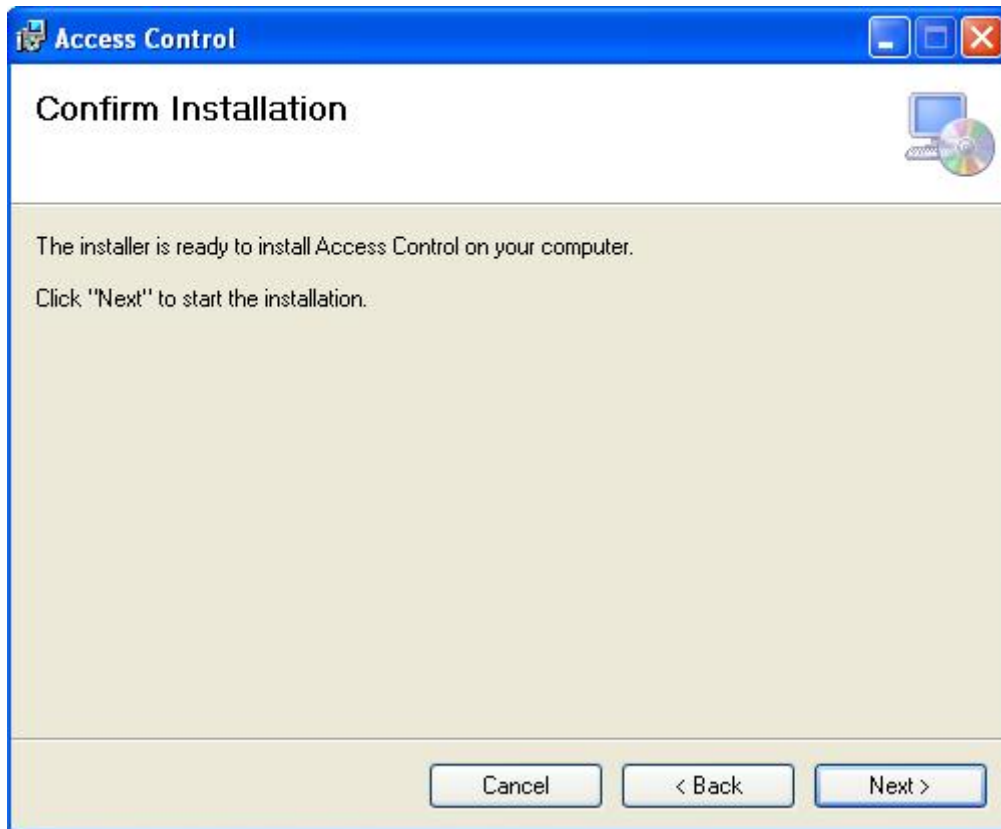 Access Control
Confirm Installation
The installer is ready to install Access Control on your computer.
Click "Next" to start the installation.
Cancel
< Back
Next >